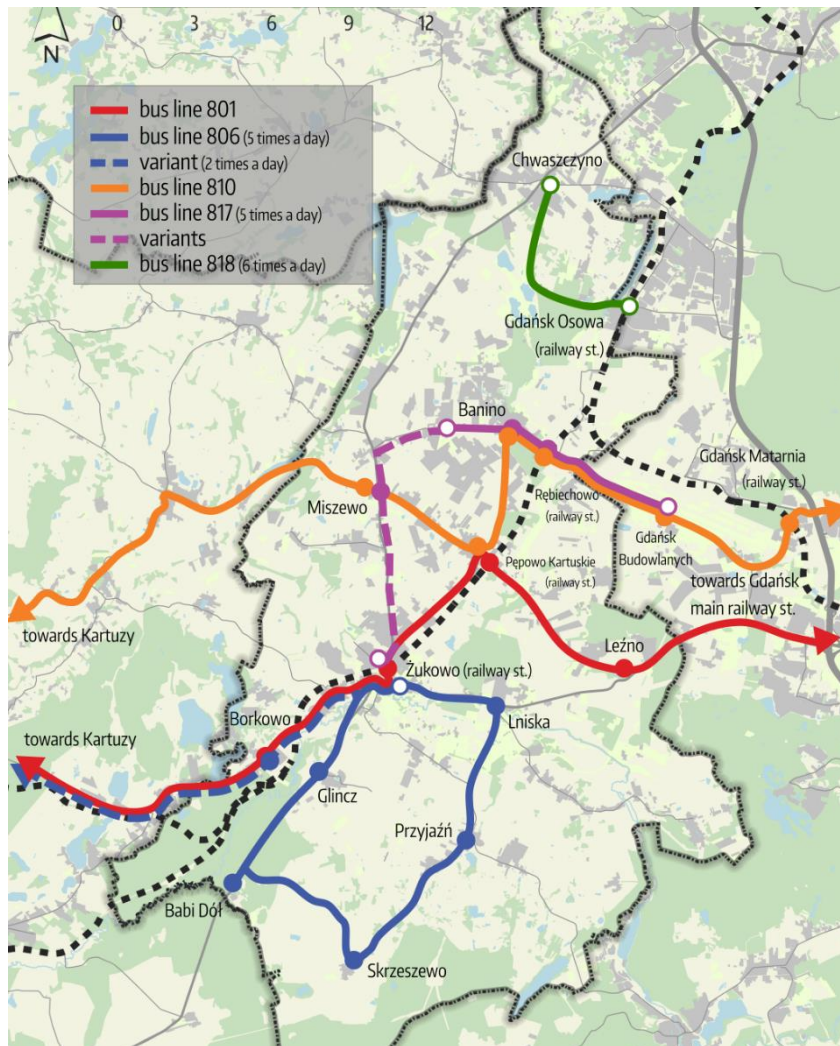 0 3 6 9 12
N
bus line 801
bus line 806 (5 times a day)
variant (2 times a day)
bus line 810
bus line 817 (5 times a day)
variants
bus line 818 (6 times a day)
Chwaszczyno
Gdańsk Osowa
(railway st.)
Banino
Gdańsk Matarnia
(railway st.)
Miszewo
Rębiechowo
(railway st.)
Gdańsk
Budowlanych
Pępowo Kartuskie
(railway st.)
towards Gdańsk
main railway st.
towards Kartuzy
Leźno
Żukowo (railway st.)
Borkowo
Lniska
towards Kartuzy
Glincz
Przyjaźń
Babi Dół
Skrzeszewo